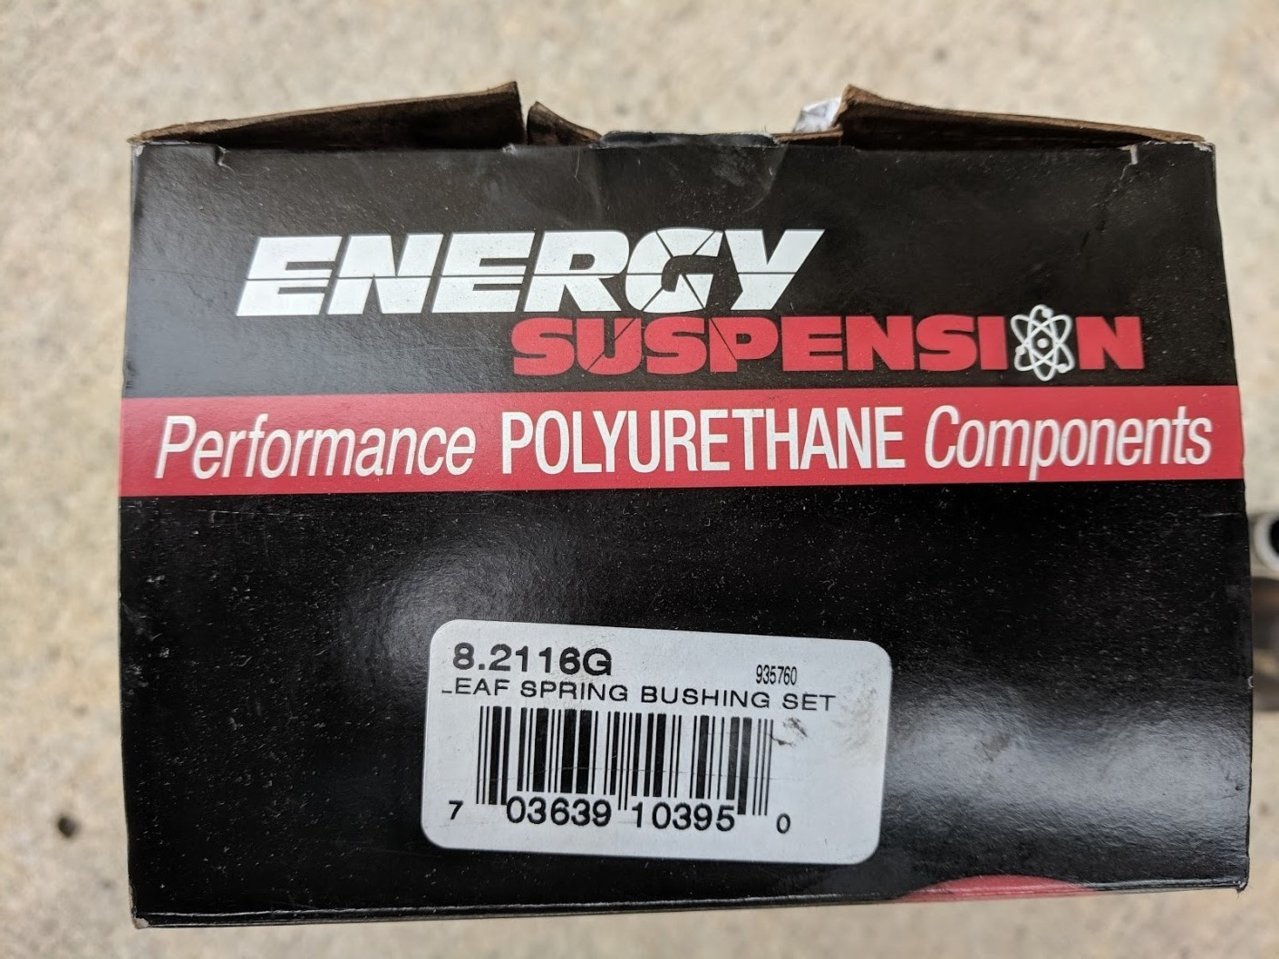 ENERGY
SUSPENSION
Performance POLYURETHANE Components
8.2116G
935760
LEAF SPRING BUSHING SET
7 03639 10395 0